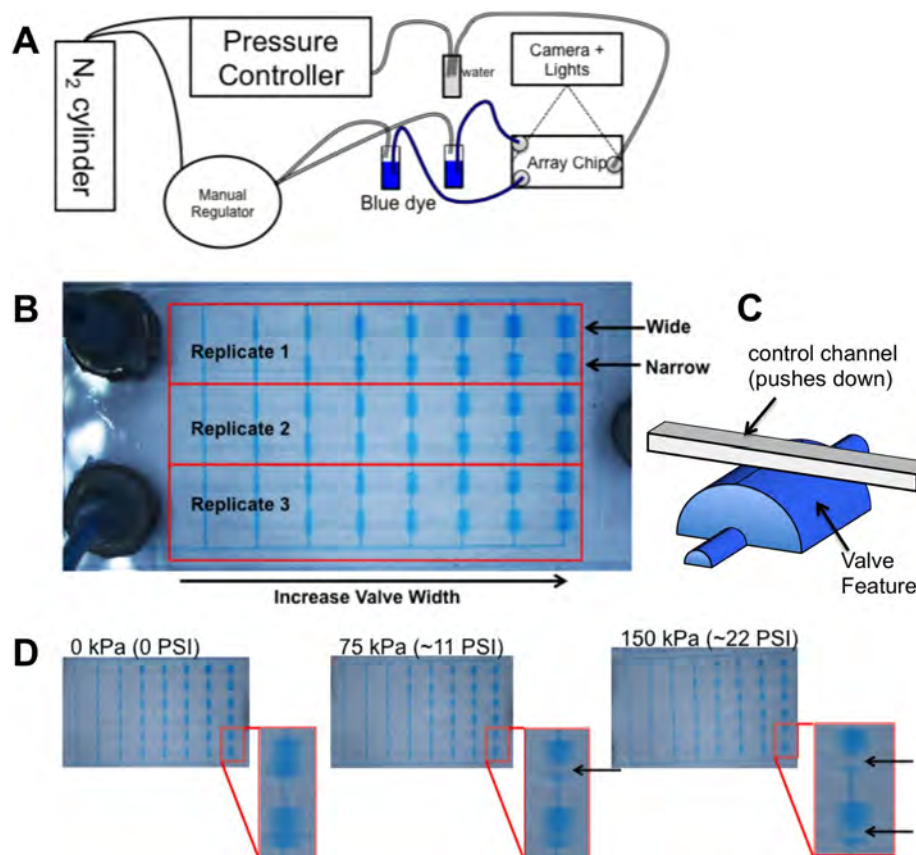 A
N2 cylinder
Pressure
Controller
water
Camera +
Lights
Array Chip
Manual
Regulator
Blue dye
B
Replicate 1
Replicate 2
Replicate 3
Wide
Narrow
Increase Valve Width
C
control channel
(pushes down)
Valve
Feature
D
0 kPa (0 PSI)
75 kPa (~11 PSI)
150 kPa (~22 PSI)